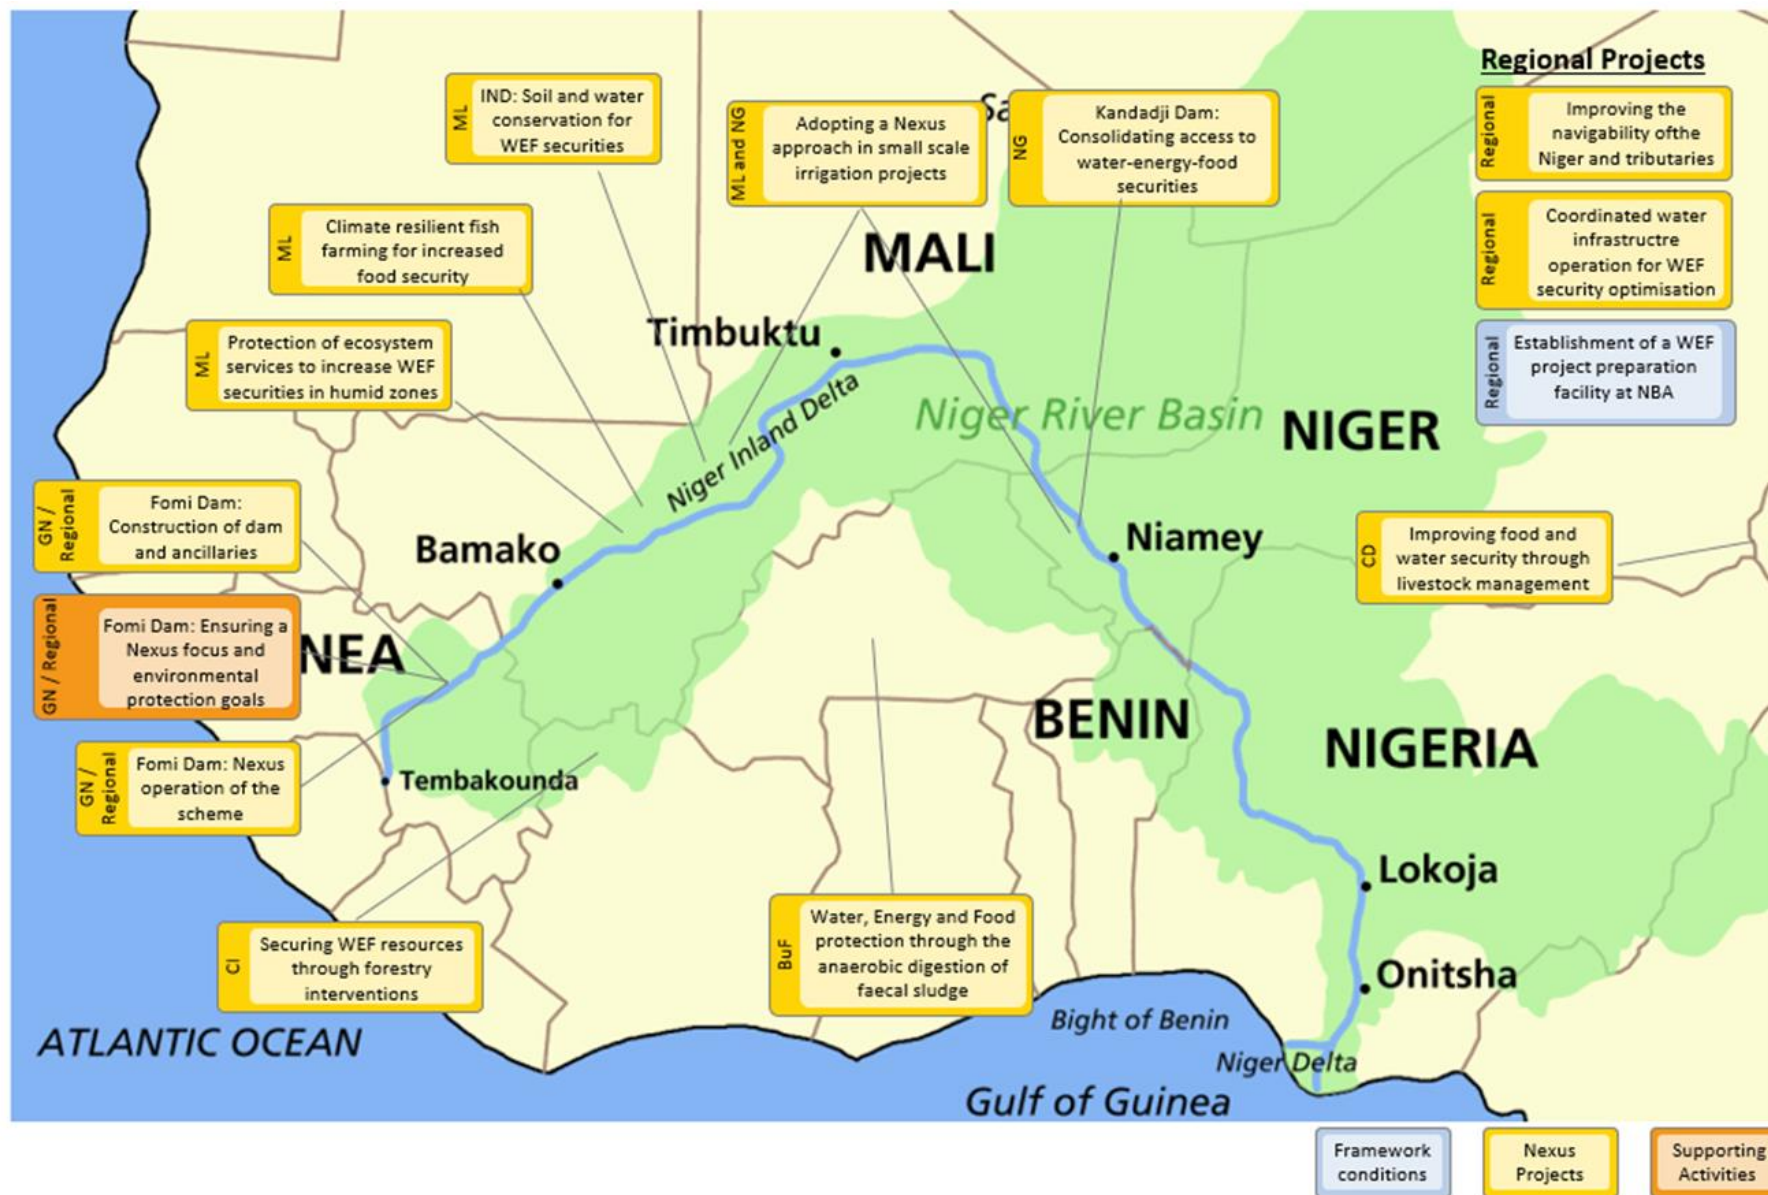 Regional Projects
ML
IND: Soil and water
conservation for
WEF securities
ML and NG
Adopting a Nexus
approach in small scale
irrigation projects
Sa
NG
Kandadji Dam:
Consolidating access to
water-energy-food
securities
Regional
Improving the
navigability ofthe
Niger and tributaries
ML
Climate resilient fish
farming for increased
food security
Regional
Coordinated water
infrastructre
operation for WEF
security optimisation
MALI
ML
Protection of ecosystem
services to increase WEF
securities in humid zones
Timbuktu
Regional
Establishment of a WEF
project preparation
facility at NBA
Niger Inland Delta
Niger River Basin
NIGER
GN /
Regional
Fomi Dam:
Construction of dam
and ancillaries
Bamako
Niamey
CD
Improving food and
water security through
livestock management
GN / Regional
Fomi Dam: Ensuring a
Nexus focus and
environmental
protection goals
NEA
BENIN
NIGERIA
GN /
Regional
Fomi Dam: Nexus
operation of the
scheme
Tembakounda
Lokoja
CI
Securing WEF resources
through forestry
interventions
BuF
Water, Energy and Food
protection through the
anaerobic digestion of
faecal sludge
Onitsha
ATLANTIC OCEAN
Bight of Benin
Niger Delta
Gulf of Guinea
Framework
conditions
Nexus
Projects
Supporting
Activities